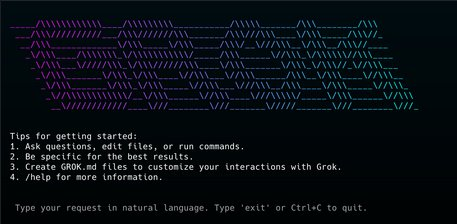 GROK
Tips for getting started:
1. Ask questions, edit files, or run commands.
2. Be specific for the best results.
3. Create GROK.md files to customize your interactions with Grok.
4. /help for more information.
Type your request in natural language. Type 'exit' or Ctrl+C to quit.